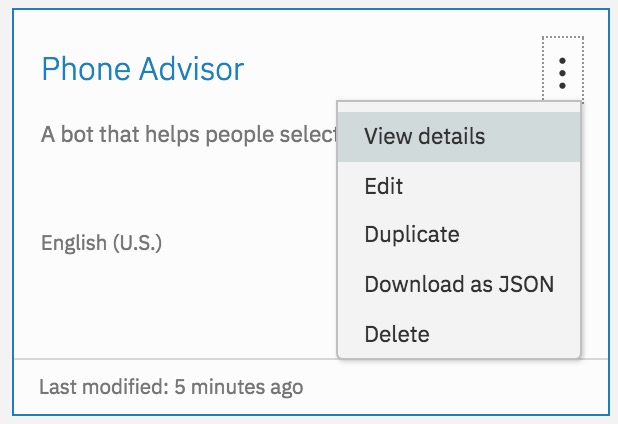 Phone Advisor
A bot that helps people select
View details
Edit
English (U.S.)
Duplicate
Download as JSON
Delete
Last modified: 5 minutes ago